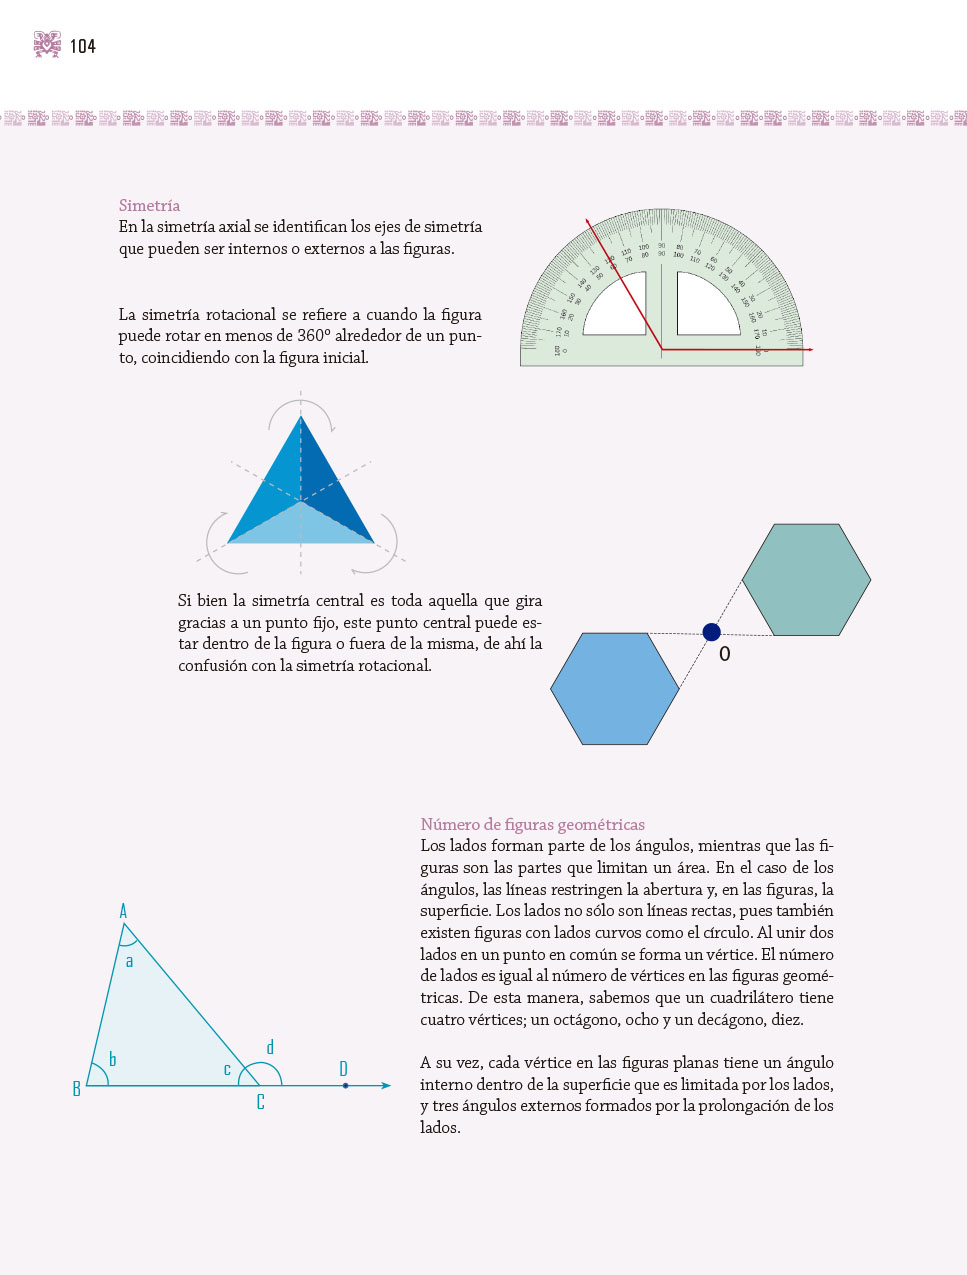 104
Simetría
En la simetría axial se identifican los ejes de simetría
que pueden ser internos o externos a las figuras.
La simetría rotacional se refiere a cuando la figura
puede rotar en menos de 360º alrededor de un pun-
to, coincidiendo con la figura inicial.
Si bien la simetría central es toda aquella que gira
gracias a un punto fijo, este punto central puede es-
tar dentro de la figura o fuera de la misma, de ahí la
confusión con la simetría rotacional.
O
Número de figuras geométricas
Los lados forman parte de los ángulos, mientras que las fi-
guras son las partes que limitan un área. En el caso de los
ángulos, las líneas restringen la abertura y, en las figuras, la
superficie. Los lados no sólo son líneas rectas, pues también
existen figuras con lados curvos como el círculo. Al unir dos
lados en un punto en común se forma un vértice. El número
de lados es igual al número de vértices en las figuras geomé-
tricas. De esta manera, sabemos que un cuadrilátero tiene
cuatro vértices; un octágono, ocho y un decágono, diez.
A su vez, cada vértice en las figuras planas tiene un ángulo
interno dentro de la superficie que es limitada por los lados,
y tres ángulos externos formados por la prolongación de los
lados.
A
a
b
c
d
D
B
C